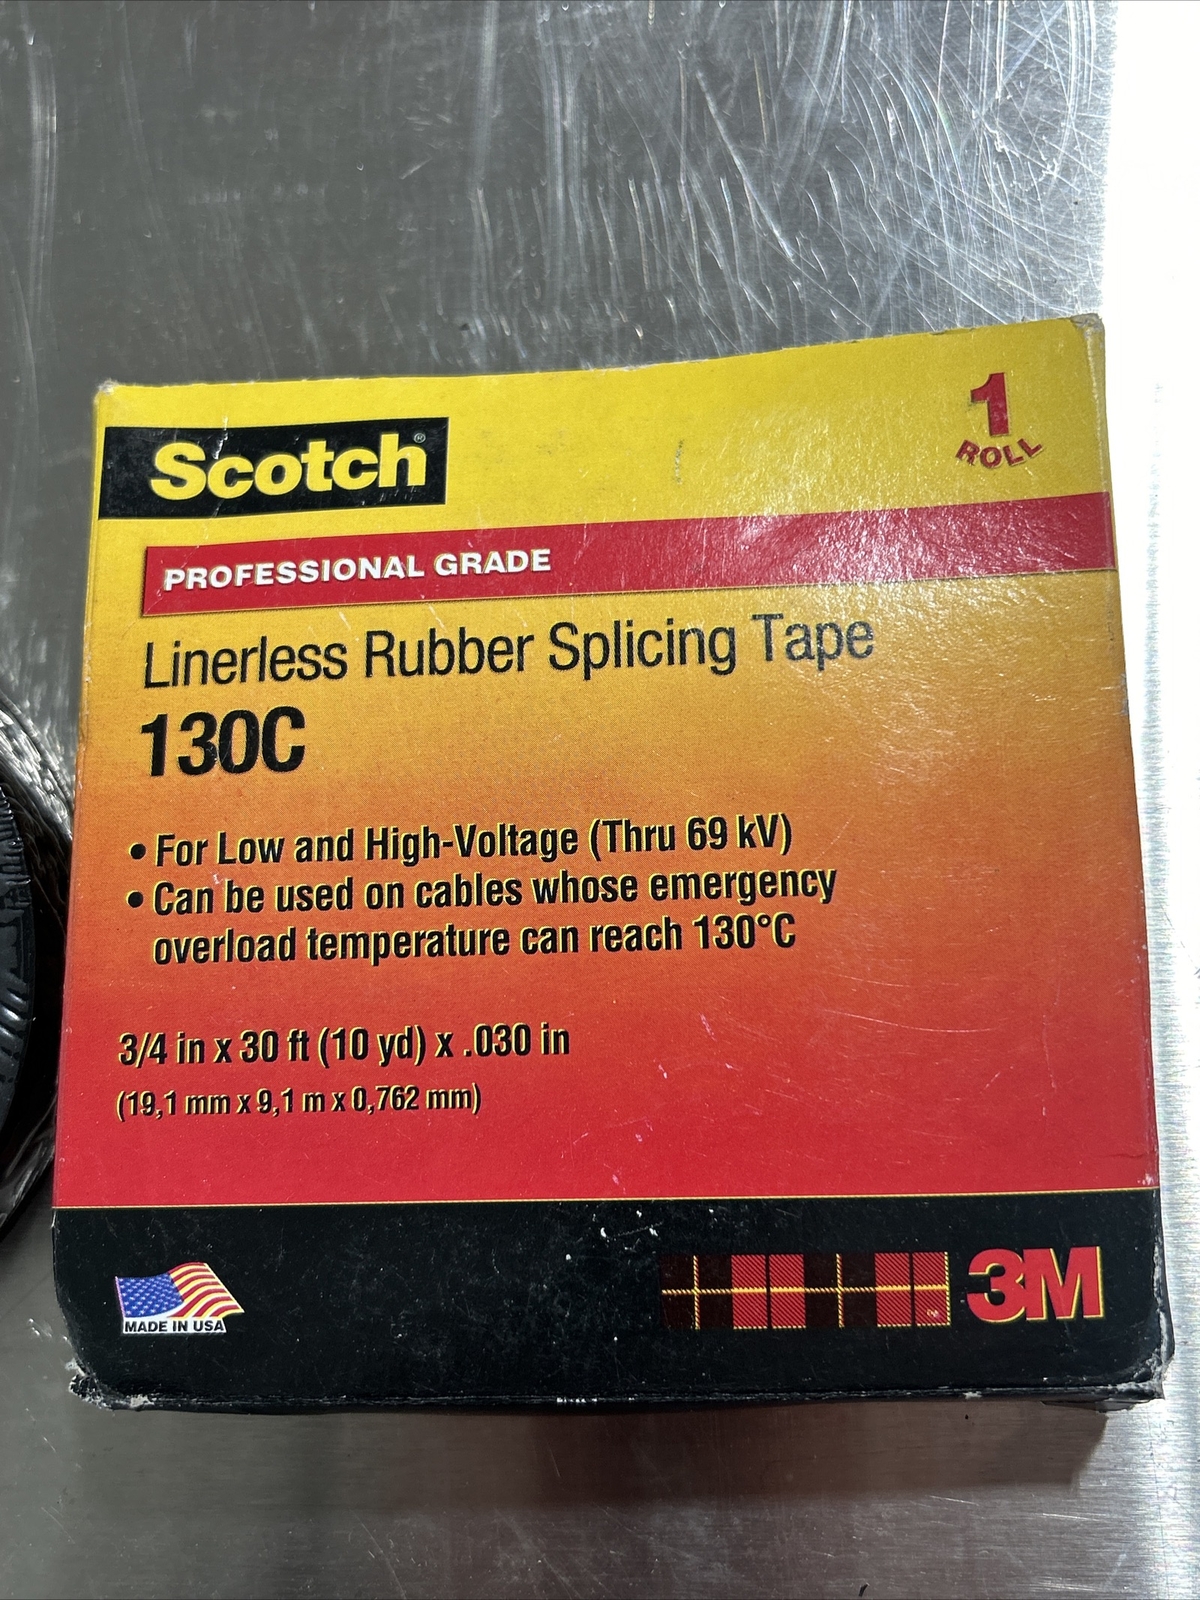 Scotch®
1
ROLL
PROFESSIONAL GRADE
Linerless Rubber Splicing Tape
130C
• For Low and High-Voltage (Thru 69 kV)
• Can be used on cables whose emergency
overload temperature can reach 130°C
3/4 in x 30 ft (10 yd) x .030 in
(19,1 mm x 9,1 m x 0,762 mm)
MADE IN USA
3M